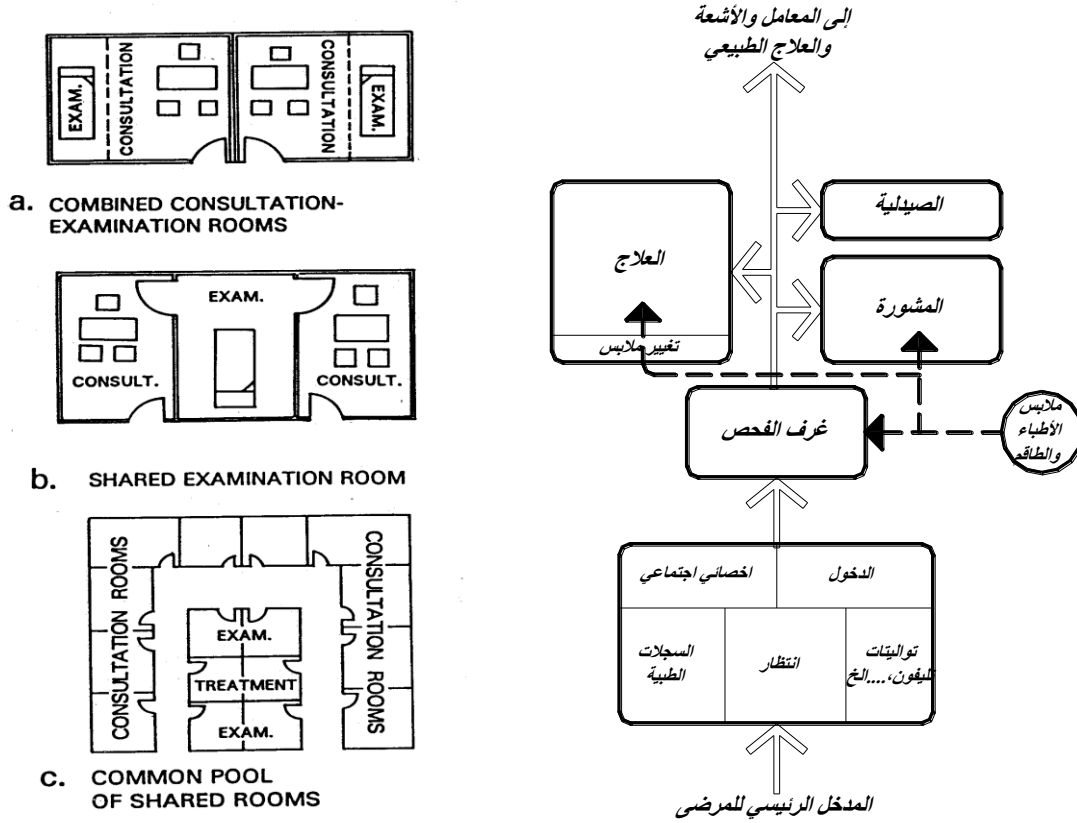 EXAM.
CONSULTATION
CONSULTATION
EXAM.
a. COMBINED CONSULTATION-
EXAMINATION ROOMS
EXAM.
CONSULT.
CONSULT.
b. SHARED EXAMINATION ROOM
CONSULTATION ROOMS
EXAM.
TREATMENT
EXAM.
CONSULTATION ROOMS
c. COMMON POOL
OF SHARED ROOMS
إلى المعامل والأشعة
والعلاج الطبيعي
الصيدلية
العلاج
المشورة
تغيير ملابس
غرف الفحص
ملابس
الأطباء
والطاقم
الدخول
اخصائي اجتماعي
تواليتات
تليفون،....الخ
انتظار
السجلات
الطبية
المدخل الرئيسي للمرضى